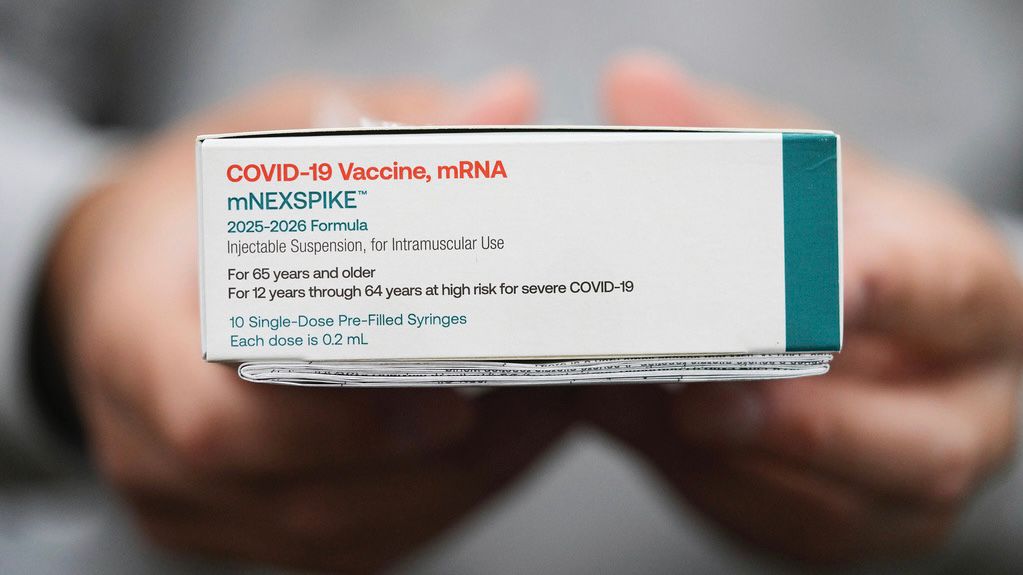 COVID-19 Vaccine, mRNA
mNEXSPIKE™
2025-2026 Formula
Injectable Suspension, for Intramuscular Use
For 65 years and older
For 12 years through 64 years at high risk for severe COVID-19
10 Single-Dose Pre-Filled Syringes
Each dose is 0.2 mL